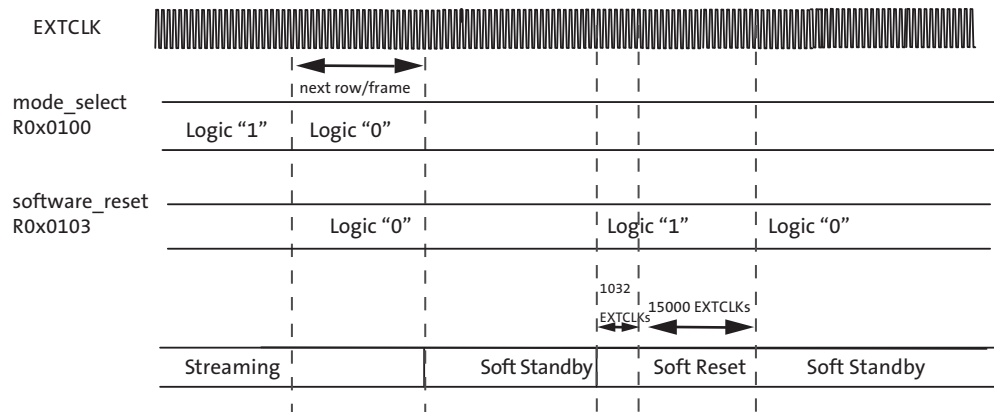 EXTCLK
next row/frame
mode_select
R0x0100
Logic “1” Logic “0”
software_reset
R0x0103
Logic “0” Logic “1” Logic “0”
1032
EXTCLKs
15000 EXTCLKs
Streaming Soft Standby Soft Reset Soft Standby